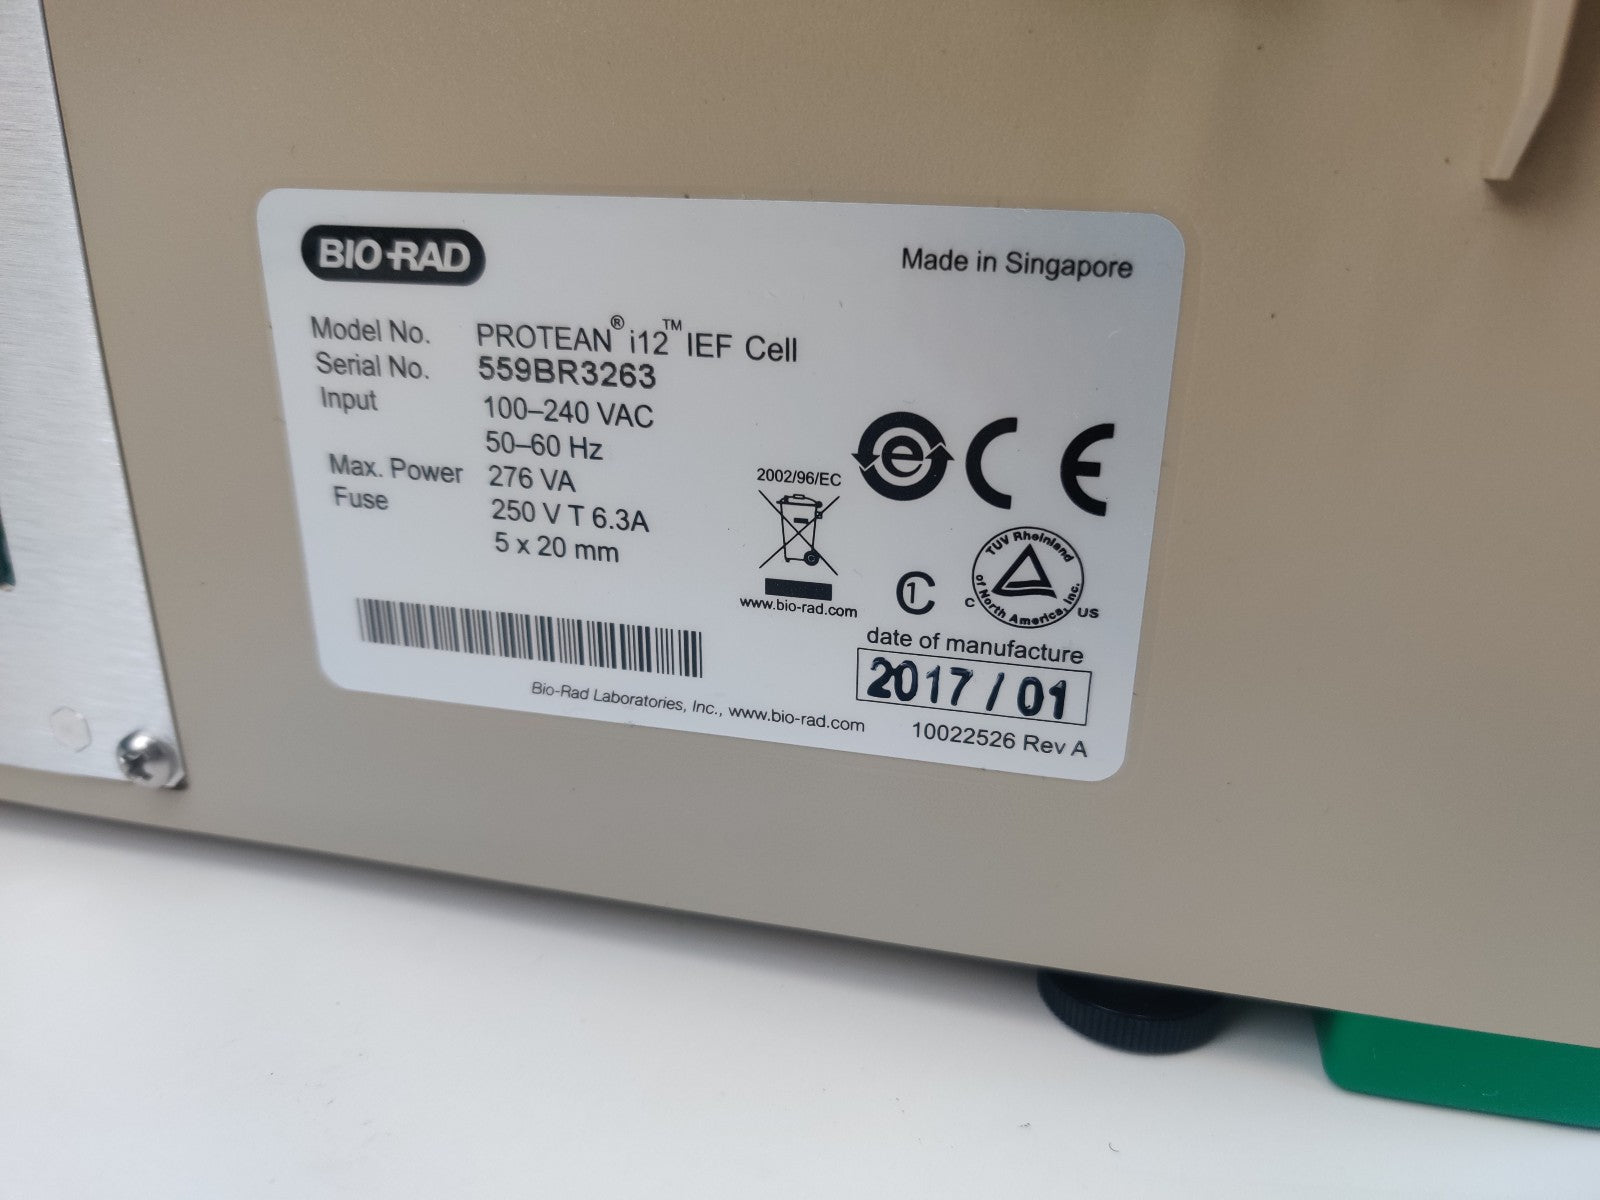 BIO-RAD
Made in Singapore
Model No. PROTEAN® i12™ IEF Cell
Serial No. 559BR3263
Input 100–240 VAC
50–60 Hz
Max. Power 276 VA
Fuse 250 V T 6.3A
5 x 20 mm
2002/96/EC
www.bio-rad.com
e
CE
C1
TUV Rheinland
of North America, Inc.
C US
date of manufacture
2017 / 01
Bio-Rad Laboratories, Inc., www.bio-rad.com
10022526 Rev A